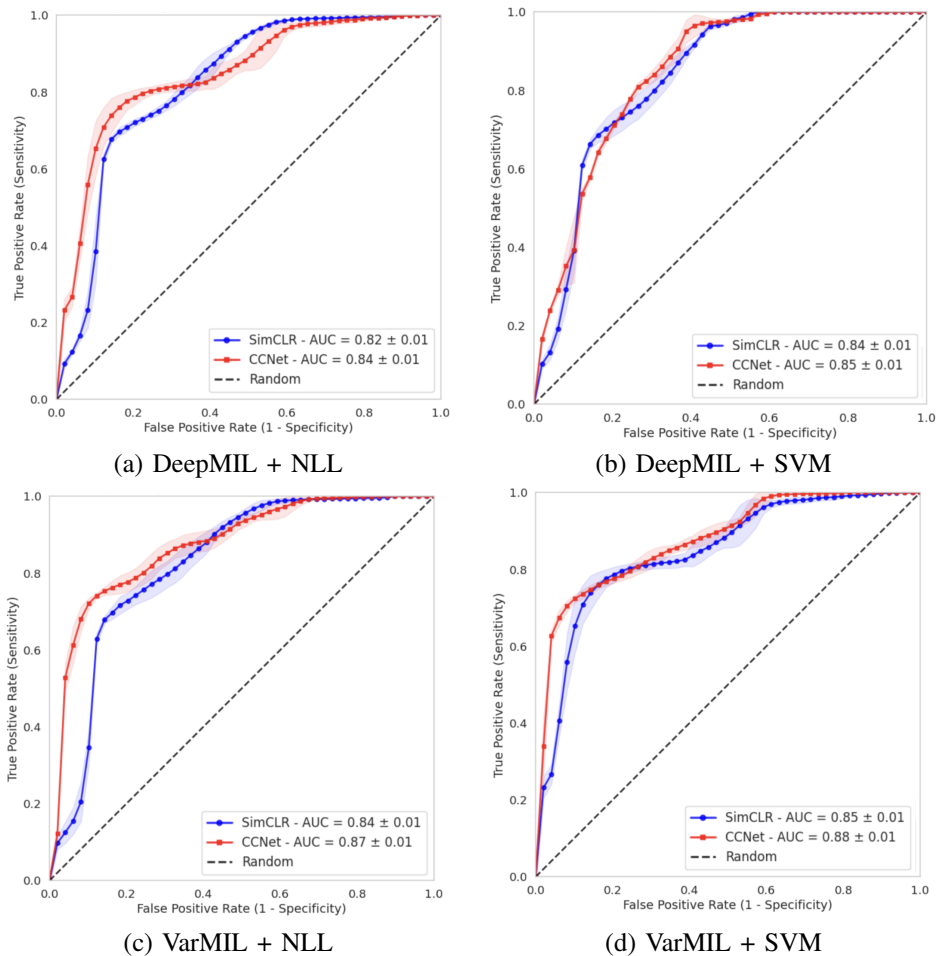 1.0
0.8
0.6
0.4
0.2
0.0
True Positive Rate (Sensitivity)
0.0 0.2 0.4 0.6 0.8 1.0
False Positive Rate (1 - Specificity)
SimCLR - AUC = 0.82 ± 0.01
CCNet - AUC = 0.84 ± 0.01
Random
(a) DeepMIL + NLL
1.0
0.8
0.6
0.4
0.2
0.0
True Positive Rate (Sensitivity)
0.0 0.2 0.4 0.6 0.8 1.0
False Positive Rate (1 - Specificity)
SimCLR - AUC = 0.84 ± 0.01
CCNet - AUC = 0.85 ± 0.01
Random
(b) DeepMIL + SVM
1.0
0.8
0.6
0.4
0.2
0.0
True Positive Rate (Sensitivity)
0.0 0.2 0.4 0.6 0.8 1.0
False Positive Rate (1 - Specificity)
SimCLR - AUC = 0.84 ± 0.01
CCNet - AUC = 0.87 ± 0.01
Random
(c) VarMIL + NLL
1.0
0.8
0.6
0.4
0.2
0.0
True Positive Rate (Sensitivity)
0.0 0.2 0.4 0.6 0.8 1.0
False Positive Rate (1 - Specificity)
SimCLR - AUC = 0.85 ± 0.01
CCNet - AUC = 0.88 ± 0.01
Random
(d) VarMIL + SVM